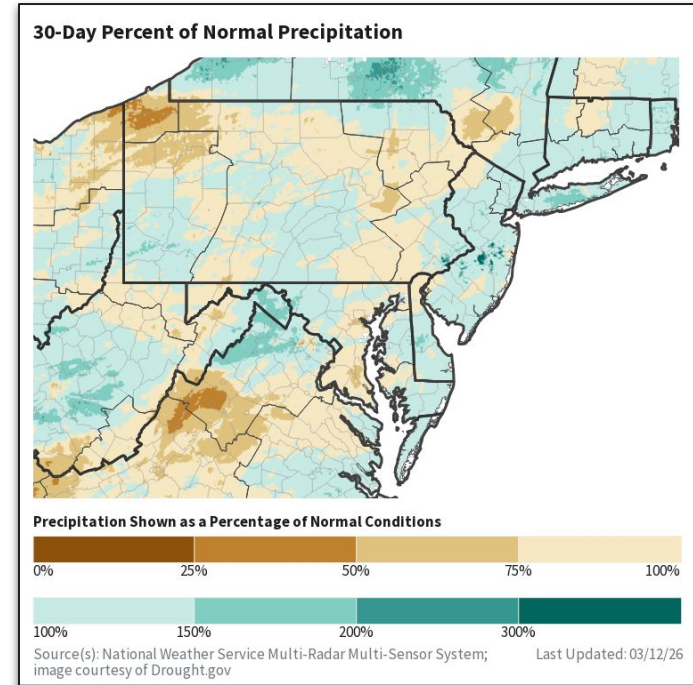 30-Day Percent of Normal Precipitation
Precipitation Shown as a Percentage of Normal Conditions
0% 25% 50% 75% 100%
100% 150% 200% 300%
Source(s): National Weather Service Multi-Radar Multi-Sensor System; Last Updated: 03/12/26
image courtesy of Drought.gov